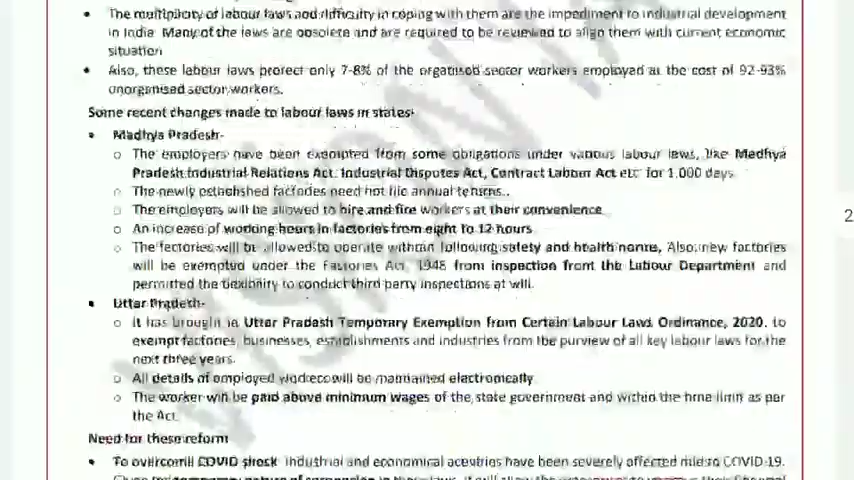 • The multiplicity of labour laws and difficulty in coping with them are the impediment to industrial development
in India. Many of the laws are obsolete and are required to be reviewed to align them with current economic
situation
• Also, these labour laws protect only 7-8% of the organised sector workers employed at the cost of 92-93%
unorganised sector workers.
Some recent changes made to labour laws in states-
• Madhya Pradesh-
o The employers have been exempted from some obligations under various labour laws, like Madhya
Pradesh Industrial Relations Act, Industrial Disputes Act, Contract Labour Act etc for 1,000 days
o The newly established factories need not file annual returns..
o The employers will be allowed to hire and fire workers at their convenience
o An increase of working hours in factories from eight to 12 hours
o The factories will be allowed to operate without following safety and health norms, Also, new factories
will be exempted under the Factories Act, 1948 from inspection from the Labour Department and
permitted the flexibility to conduct third party inspections at will.
• Uttar Pradesh-
o It has brought in Uttar Pradesh Temporary Exemption from Certain Labour Laws Ordinance, 2020, to
exempt factories, businesses, establishments and industries from the purview of all key labour laws for the
next three years.
o All details of employed workers will be maintained electronically
o The worker will be paid above minimum wages of the state government and within the time limit as per
the Act.
Need for these reform
• To overcome COVID shock Industrial and economical activities have been severely affected due to COVID-19.
2